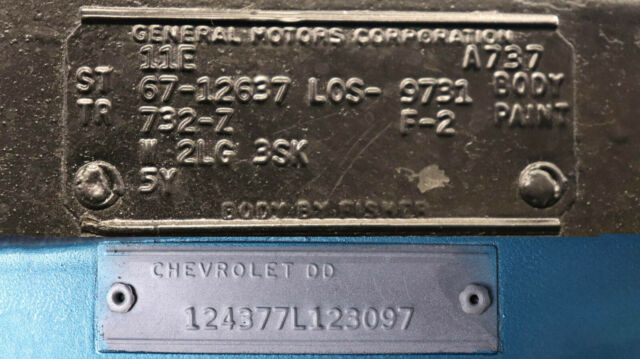 GENERAL MOTORS CORPORATION
11E A737
ST 67-12637 LOS- 9731 BODY
TR 732-Z F-2 PAINT
W 2LG 3SK
5Y
BODY BY FISHER
CHEVROLET DD
124377L123097